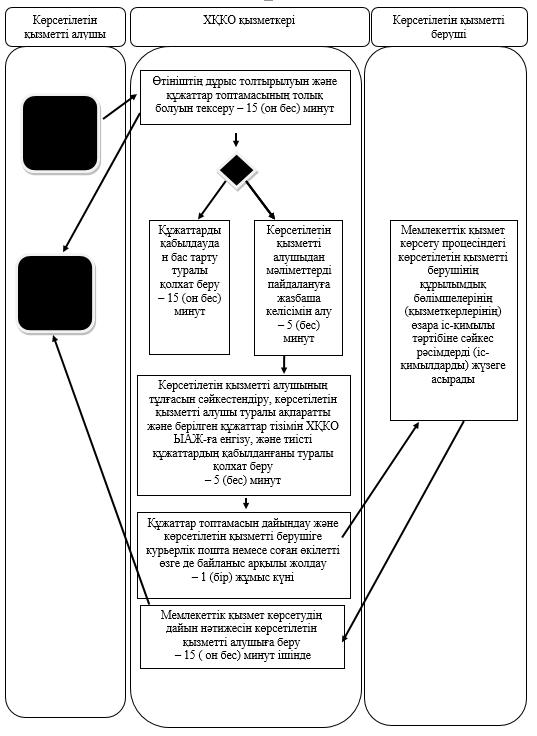 Көрсетілетін
қызметті алушы
ХҚКО қызметкері
Көрсетілетін қызметті
беруші
Өтініштің дұрыс толтырылуын және
құжаттар топтамасының толық
болуын тексеру – 15 (он бес) минут
Құжаттарды
қабылдауда
н бас тарту
туралы
қолхат беру
– 15 (он бес)
минут
Көрсетілетін
қызметті
алушыдан
мәліметтерді
пайдалануға
жазбаша
келісімін алу
– 5 (бес)
минут
Мемлекеттік қызмет
көрсету процесіндегі
көрсетілетін қызметті
берушінің
құрылымдық
бөлімшелерінің
(қызметкерлерінің)
өзара іс-қимылы
тәртібіне сәйкес
рәсімдерді (іс-
қимылдарды) жүзеге
асырады
Көрсетілетін қызметті алушының
тұлғасын сәйкестендіру, көрсетілетін
қызметті алушы туралы ақпаратты
және берілген құжаттар тізімін ХҚКО
ЫАЖ-ға енгізу, және тиісті
құжаттардың қабылданғаны туралы
қолхат беру
– 5 (бес) минут
Құжаттар топтамасын дайындау және
көрсетілетін қызметті берушіге
курьерлік пошта немесе соған өкілетті
өзге де байланыс арқылы жолдау
– 1 (бір) жұмыс күні
Мемлекеттік қызмет көрсетудің
дайын нәтижесін көрсетілетін
қызметті алушыға беру
– 15 ( он бес) минут ішінде